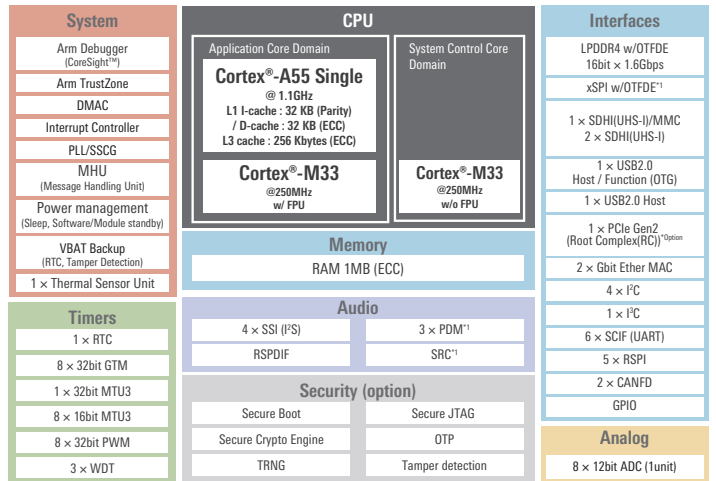 System
Arm Debugger
(CoreSight™)
Arm TrustZone
DMAC
Interrupt Controller
PLL/SSCG
MHU
(Message Handling Unit)
Power management
(Sleep, Software/Module standby)
VBAT Backup
(RTC, Tamper Detection)
1 × Thermal Sensor Unit
Timers
1 × RTC
8 × 32bit GTM
1 × 32bit MTU3
8 × 16bit MTU3
8 × 32bit PWM
3 × WDT
CPU
Application Core Domain
Cortex®-A55 Single
@ 1.1GHz
L1 I-cache : 32 KB (Parity)
/ D-cache : 32 KB (ECC)
L3 cache : 256 Kbytes (ECC)
Cortex®-M33
@250MHz
w/ FPU
System Control Core
Domain
Cortex®-M33
@250MHz
w/o FPU
Memory
RAM 1MB (ECC)
Audio
4 × SSI (I²S)
3 × PDM*1
RSPDIF
SRC*1
Security (option)
Secure Boot
Secure JTAG
Secure Crypto Engine
OTP
TRNG
Tamper detection
Interfaces
LPDDR4 w/OTFDE
16bit × 1.6Gbps
xSPI w/OTFDE*1
1 × SDHI(UHS-I)/MMC
2 × SDHI(UHS-I)
1 × USB2.0
Host / Function (OTG)
1 × USB2.0 Host
1 × PCIe Gen2
(Root Complex(RC))*Option
2 × Gbit Ether MAC
4 × I²C
1 × I³C
6 × SCIF (UART)
5 × RSPI
2 × CANFD
GPIO
Analog
8 × 12bit ADC (1unit)